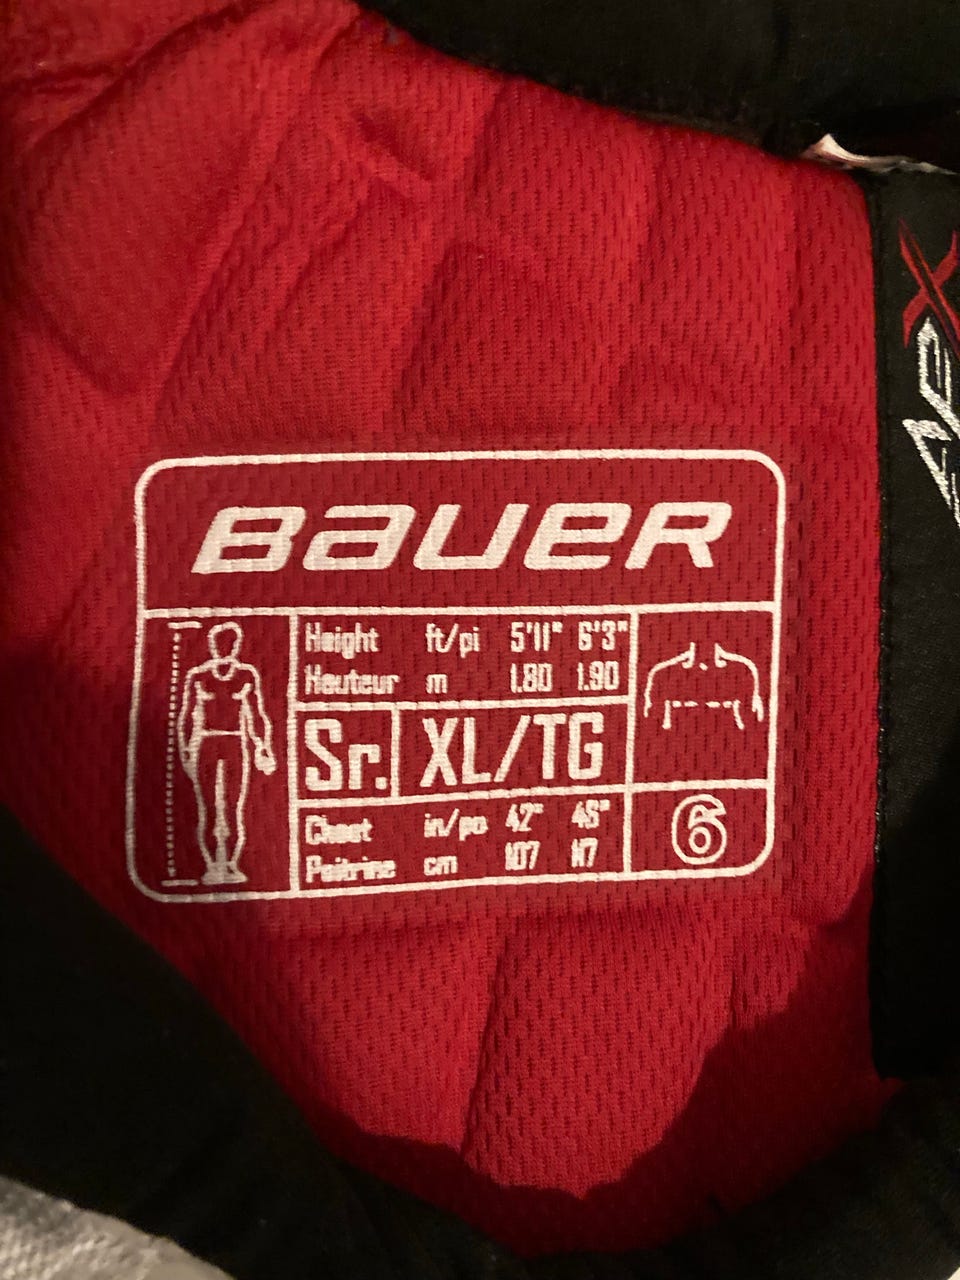 BAUER
Height ft/pi 5'11" 6'3"
Hauteur m 1.80 1.90
Sr. XL/TG
Chest in/po 42" 46"
Poitrine cm 107 117
6